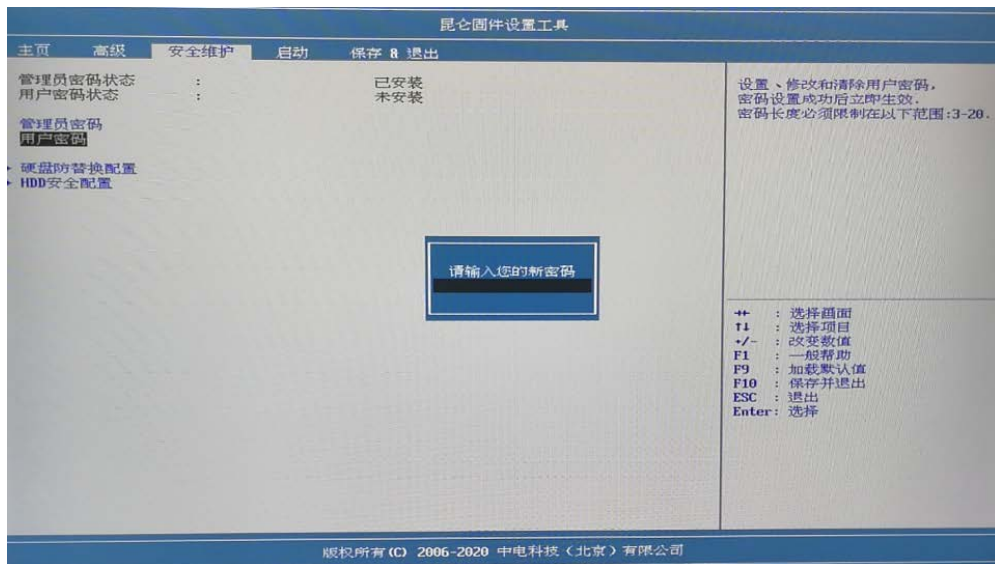 昆仑固件设置工具
主页 高级 安全维护 启动 保存 & 退出
管理员密码状态 : 已安装
用户密码状态 : 未安装
管理员密码
用户密码
硬盘防替换配置
HDD安全配置
请输入您的新密码
设置、修改和清除用户密码,
密码设置成功后立即生效.
密码长度必须限制在以下范围:3-20.
→← : 选择画面
↑↓ : 选择项目
+/- : 改变数值
F1 : 一般帮助
F9 : 加载默认值
F10 : 保存并退出
ESC : 退出
Enter: 选择
版权所有(C) 2006-2020 中电科技(北京)有限公司